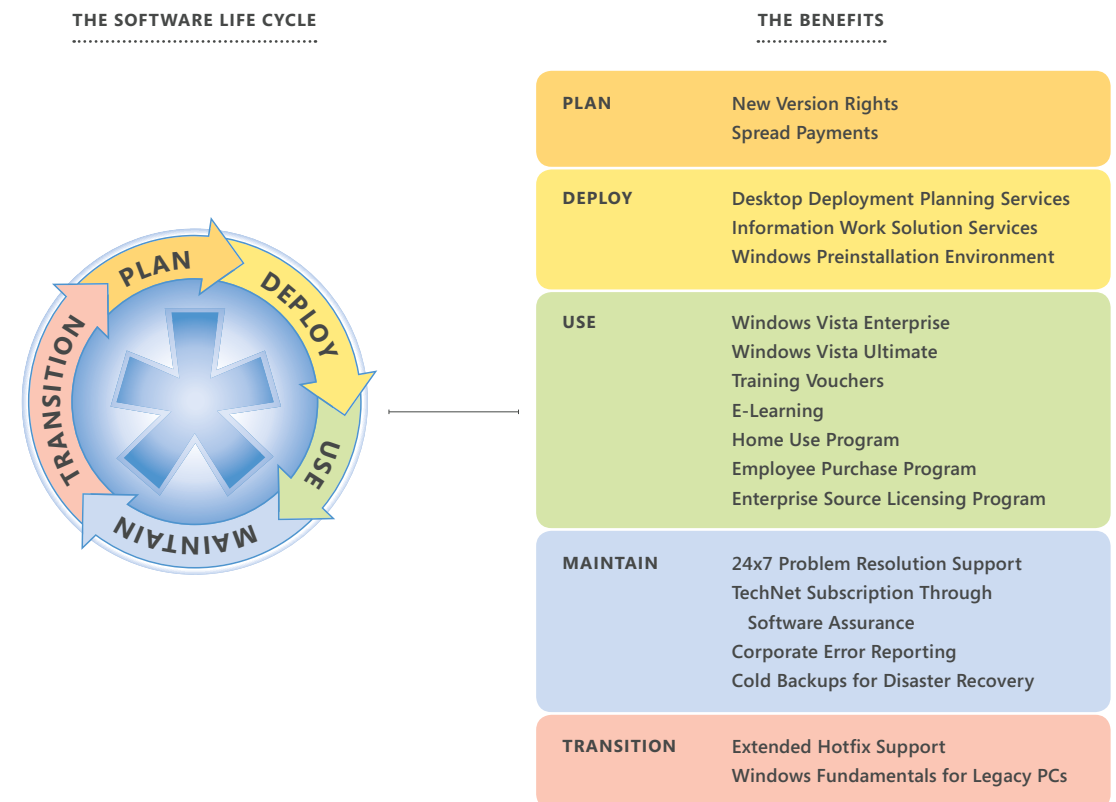 THE SOFTWARE LIFE CYCLE
THE BENEFITS
PLAN
DEPLOY
USE
MAINTAIN
TRANSITION
PLAN
New Version Rights
Spread Payments
DEPLOY
Desktop Deployment Planning Services
Information Work Solution Services
Windows Preinstallation Environment
USE
Windows Vista Enterprise
Windows Vista Ultimate
Training Vouchers
E-Learning
Home Use Program
Employee Purchase Program
Enterprise Source Licensing Program
MAINTAIN
24x7 Problem Resolution Support
TechNet Subscription Through
Software Assurance
Corporate Error Reporting
Cold Backups for Disaster Recovery
TRANSITION
Extended Hotfix Support
Windows Fundamentals for Legacy PCs